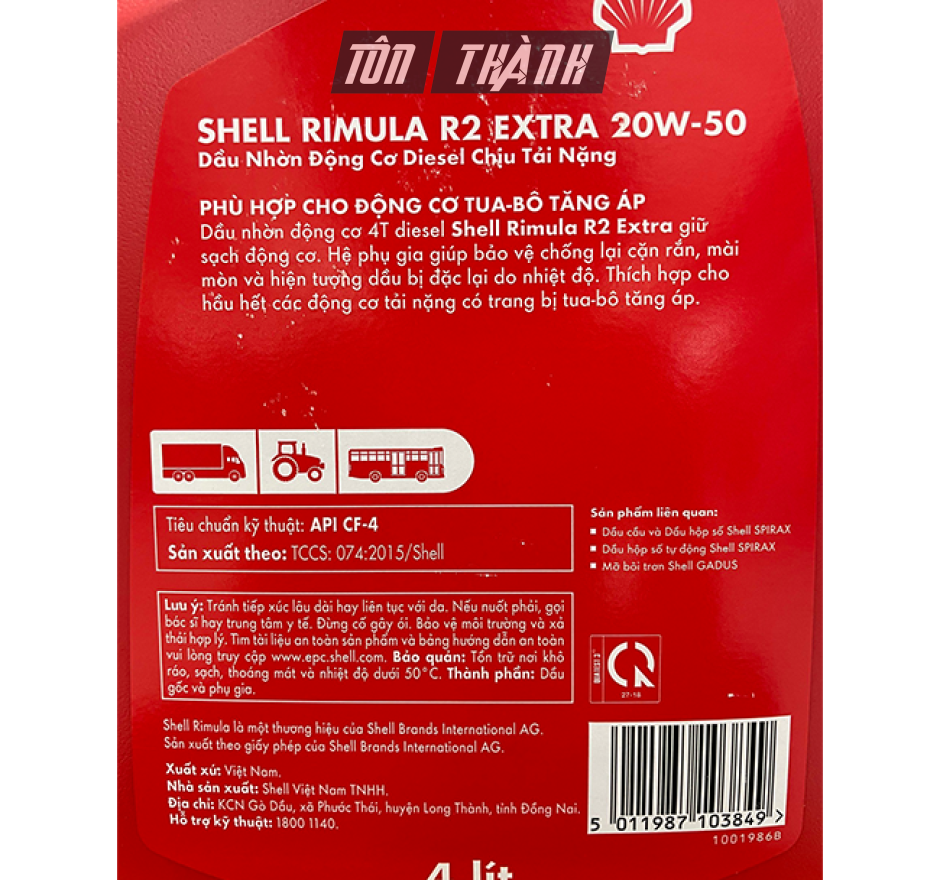 TÔN THÀNH
SHELL RIMULA R2 EXTRA 20W-50
Dầu Nhờn Động Cơ Diesel Chịu Tải Nặng
PHÙ HỢP CHO ĐỘNG CƠ TUA-BÔ TĂNG ÁP
Dầu nhờn động cơ 4T diesel Shell Rimula R2 Extra giữ
sạch động cơ. Hệ phụ gia giúp bảo vệ chống lại cặn rắn, mài
mòn và hiện tượng dầu bị đặc lại do nhiệt độ. Thích hợp cho
hầu hết các động cơ tải nặng có trang bị tua-bô tăng áp.
Tiêu chuẩn kỹ thuật: API CF-4
Sản xuất theo: TCCS: 074:2015/Shell
Sản phẩm liên quan:
▪ Dầu cầu và Dầu hộp số Shell SPIRAX
▪ Dầu hộp số tự động Shell SPIRAX
▪ Mỡ bôi trơn Shell GADUS
Lưu ý: Tránh tiếp xúc lâu dài hay liên tục với da. Nếu nuốt phải, gọi
bác sĩ hay trung tâm y tế. Đừng cố gây ói. Bảo vệ môi trường và xả
thải hợp lý. Tìm tài liệu an toàn sản phẩm và bảng hướng dẫn an toàn
vui lòng truy cập www.epc.shell.com. Bảo quản: Tồn trữ nơi khô
ráo, sạch, thoáng mát và nhiệt độ dưới 50°C. Thành phần: Dầu
gốc và phụ gia.
QUATEST 3
27-18
Shell Rimula là một thương hiệu của Shell Brands International AG.
Sản xuất theo giấy phép của Shell Brands International AG.
Xuất xứ: Việt Nam.
Nhà sản xuất: Shell Việt Nam TNHH.
Địa chỉ: KCN Gò Dầu, xã Phước Thái, huyện Long Thành, tỉnh Đồng Nai.
Hỗ trợ kỹ thuật: 1800 1140.
5 011987 103849 >
10019868
4 lít